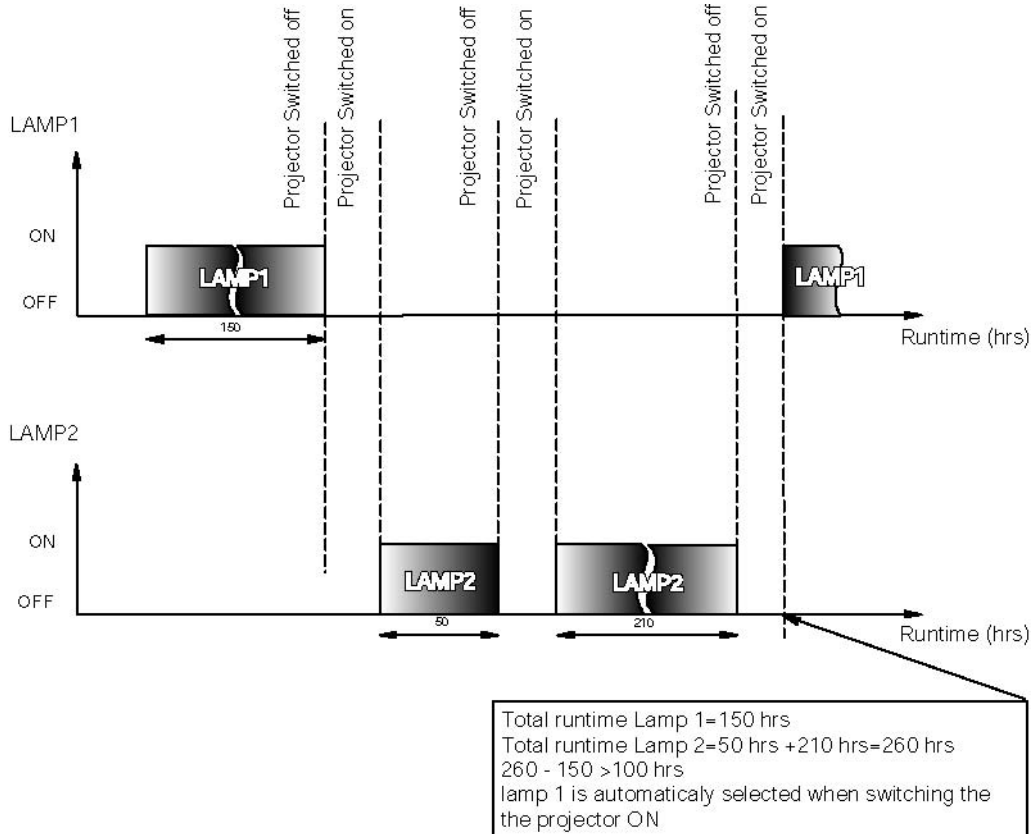 Projector Switched off
Projector Switched on
Projector Switched off
Projector Switched on
Projector Switched off
Projector Switched on
LAMP1
ON
LAMP1
LAMP1
OFF
150
Runtime (hrs)
LAMP2
ON
LAMP2
LAMP2
OFF
50
210
Runtime (hrs)
Total runtime Lamp 1=150 hrs
Total runtime Lamp 2=50 hrs +210 hrs=260 hrs
260 - 150 >100 hrs
lamp 1 is automaticaly selected when switching the
the projector ON